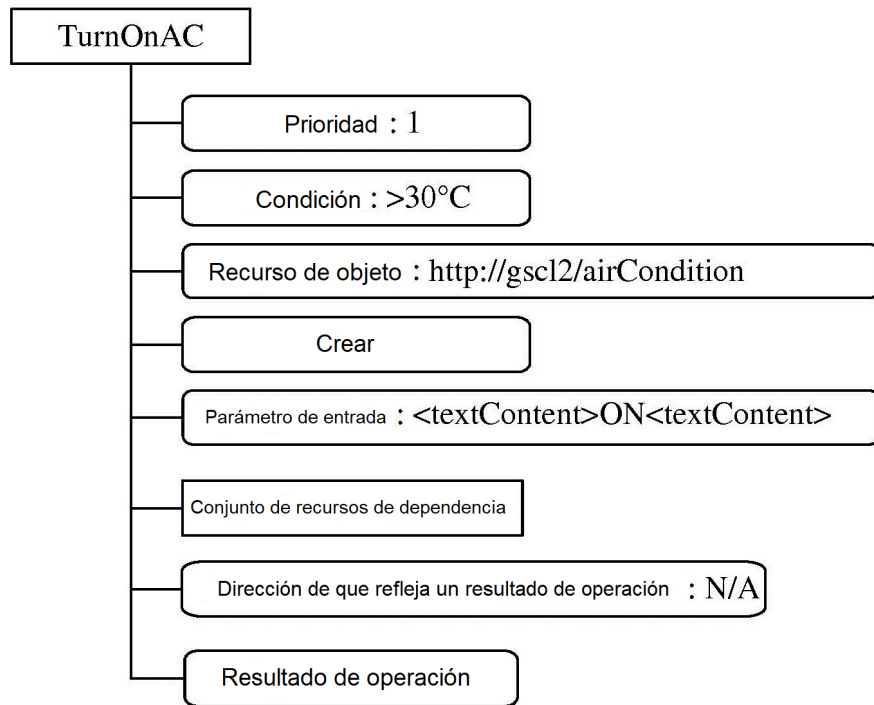 TurnOnAC
Prioridad : 1
Condición : >30°C
Recurso de objeto : http://gscl2/airCondition
Crear
Parámetro de entrada : <textContent>ON<textContent>
Conjunto de recursos de dependencia
Dirección de que refleja un resultado de operación : N/A
Resultado de operación